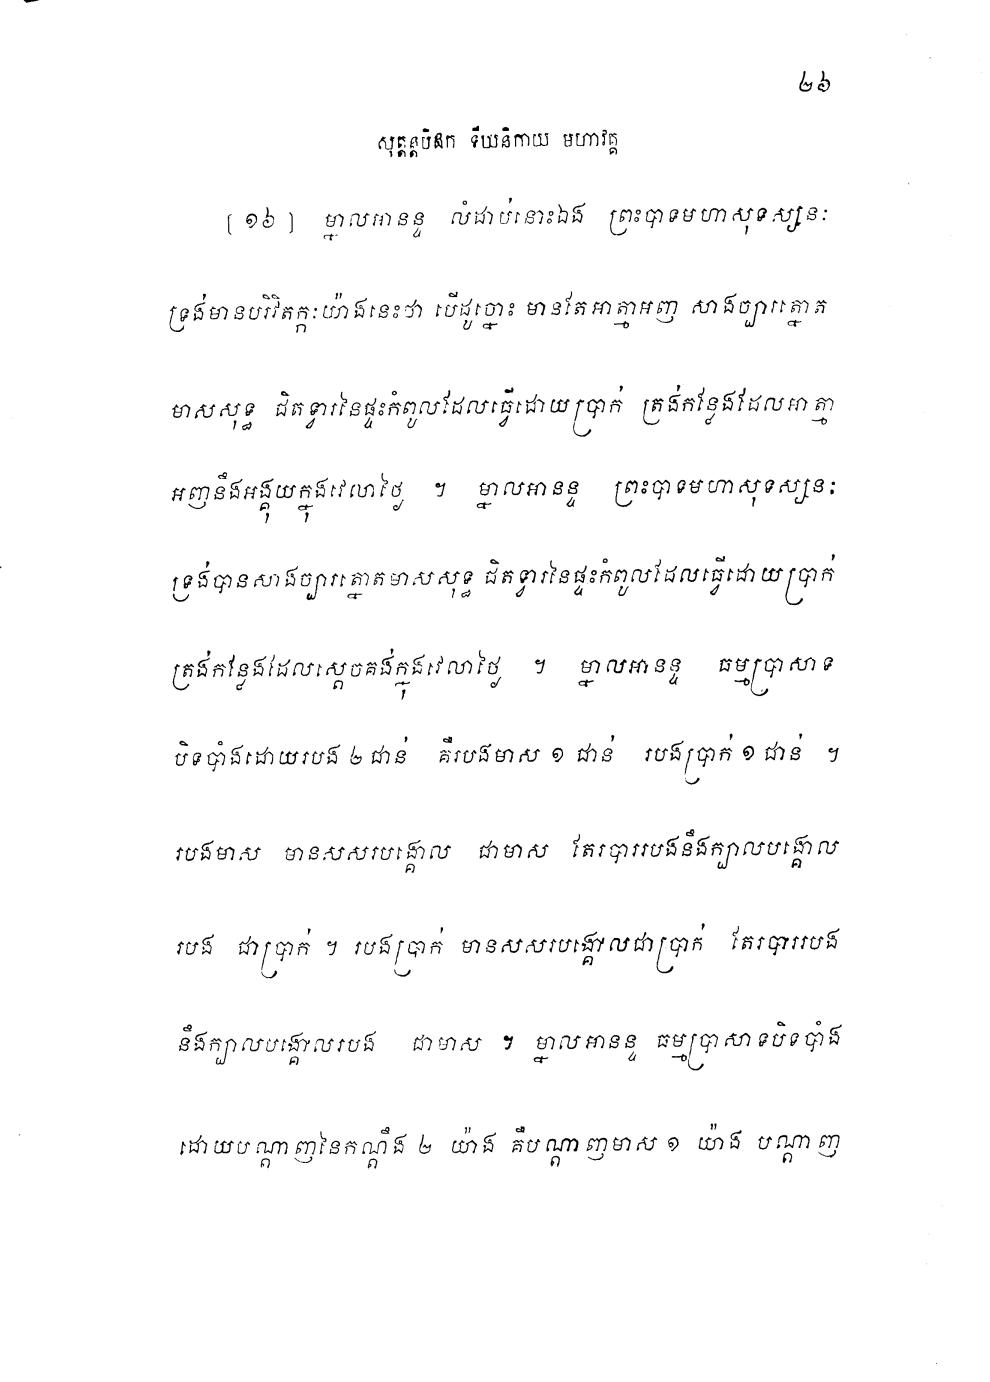 ២៦
សុត្តន្តបិដក ទីឃនិកាយ មហាវគ្គ
[ ១៦ ] ម្នាលអានន្ទ លំដាប់នោះឯង ព្រះបាទមហាសុទស្សនៈ
ទ្រង់មានបរិវិតក្កៈយ៉ាងនេះថា បើដូច្នោះ មានតែអាត្មាអញ សាងច្បារត្នោត
មាសសុទ្ធ ជិតទ្វារនៃផ្ទះកំពូលដែលធ្វើដោយប្រាក់ ត្រង់កន្លែងដែលអាត្មា
អញនឹងអង្គុយក្នុងវេលាថ្ងៃ ។ ម្នាលអានន្ទ ព្រះបាទមហាសុទស្សនៈ
ទ្រង់បានសាងច្បារត្នោតមាសសុទ្ធ ជិតទ្វារនៃផ្ទះកំពូលដែលធ្វើដោយប្រាក់
ត្រង់កន្លែងដែលស្តេចគង់ក្នុងវេលាថ្ងៃ ។ ម្នាលអានន្ទ ធម្មប្រាសាទ
បិទបាំងដោយរបង ២ ជាន់ គឺរបងមាស ១ ជាន់ របងប្រាក់ ១ ជាន់ ។
របងមាស មានសសរបង្គោល ជាមាស តែរបាររបងនឹងក្បាលបង្គោល
របង ជាប្រាក់ ។ របងប្រាក់ មានសសរបង្គោលជាប្រាក់ តែរបាររបង
នឹងក្បាលបង្គោលរបង ជាមាស ។ ម្នាលអានន្ទ ធម្មប្រាសាទបិទបាំង
ដោយបណ្តាញនៃកណ្តឹង ២ យ៉ាង គឺបណ្តាញមាស ១ យ៉ាង បណ្តាញ